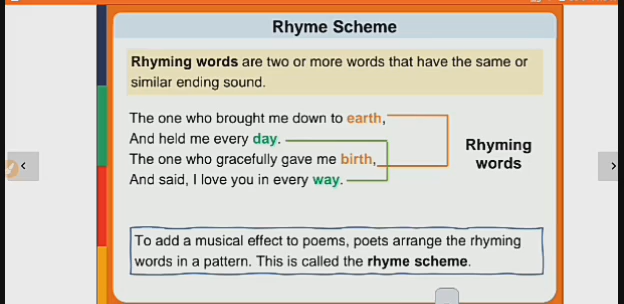 Rhyme Scheme
Rhyming words are two or more words that have the same or
similar ending sound.
The one who brought me down to earth,
And held me every day.
The one who gracefully gave me birth,
And said, I love you in every way.
Rhyming
words
To add a musical effect to poems, poets arrange the rhyming
words in a pattern. This is called the rhyme scheme.